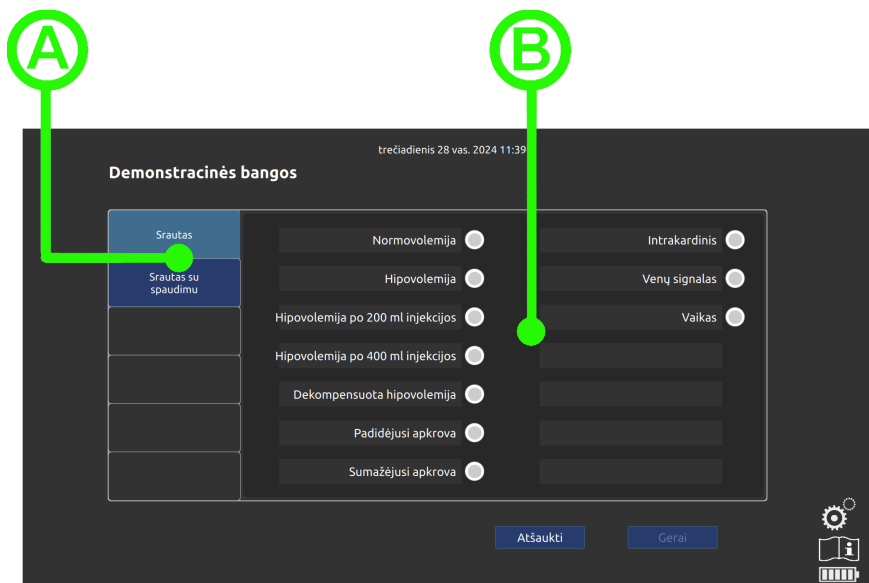 A
B
trečiadienis 28 vas. 2024 11:39
Demonstracinės bangos
Srautas
Srautas su
spaudimu
Normovolemija
Hipovolemija
Hipovolemija po 200 ml injekcijos
Hipovolemija po 400 ml injekcijos
Dekompensuota hipovolemija
Padidėjusi apkrova
Sumažėjusi apkrova
Intrakardinis
Venų signalas
Vaikas
Atšaukti
Gerai
i